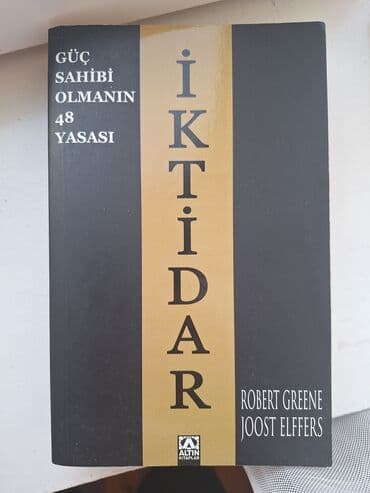 GÜÇ
SAHİBİ
OLMANIN
48
YASASI
İKTİDAR
ROBERT GREENE
JOOST ELFFERS
ALTIN
KİTAPLAR